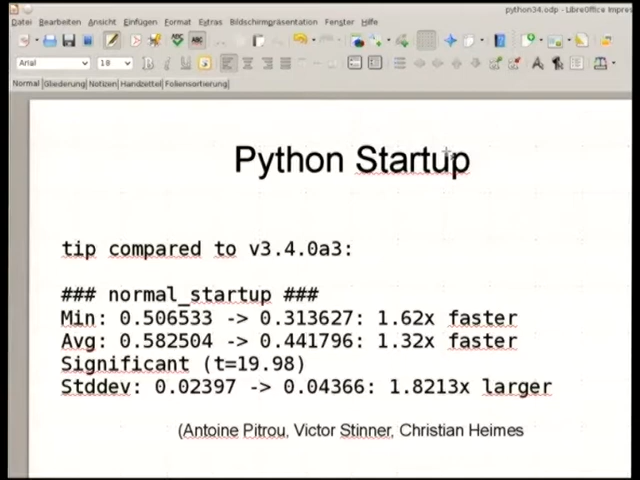 python34.odp - LibreOffice Impres
Datei Bearbeiten Ansicht Einfügen Format Extras Bildschirmpräsentation Fenster Hilfe
Arial 18
Normal Gliederung Notizen Handzettel Foliensortierung
Python Startup
tip compared to v3.4.0a3:
### normal_startup ###
Min: 0.506533 -> 0.313627: 1.62x faster
Avg: 0.582504 -> 0.441796: 1.32x faster
Significant (t=19.98)
Stddev: 0.02397 -> 0.04366: 1.8213x larger
(Antoine Pitrou, Victor Stinner, Christian Heimes